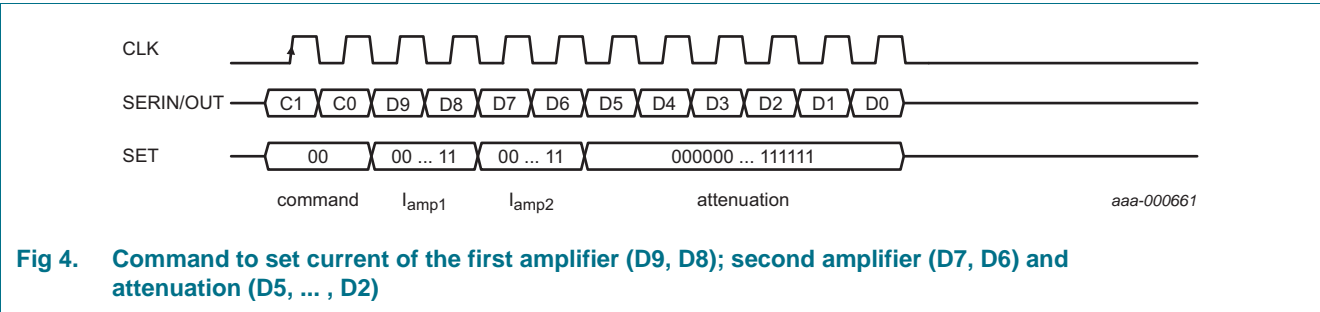 CLK
SERIN/OUT C1 C0 D9 D8 D7 D6 D5 D4 D3 D2 D1 D0
SET 00 00 ... 11 00 ... 11 000000 ... 111111
command Iamp1 Iamp2 attenuation aaa-000661
Fig 4. Command to set current of the first amplifier (D9, D8); second amplifier (D7, D6) and
attenuation (D5, ... , D2)